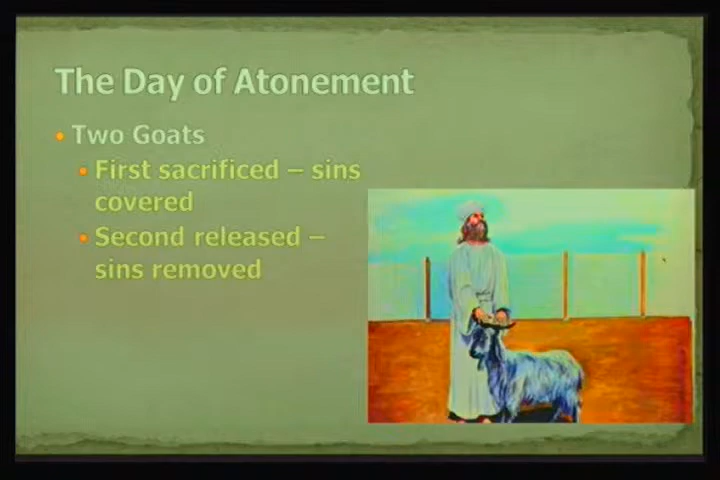 The Day of Atonement
• Two Goats
• First sacrificed – sins
covered
• Second released –
sins removed